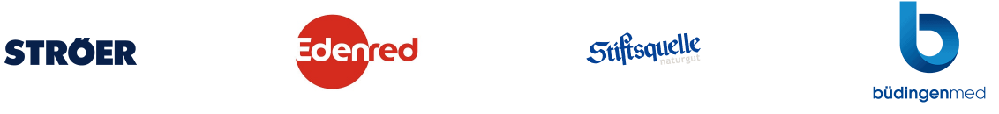 STRÖER
Edenred
Stiftsquelle
naturgut
büdingenmed